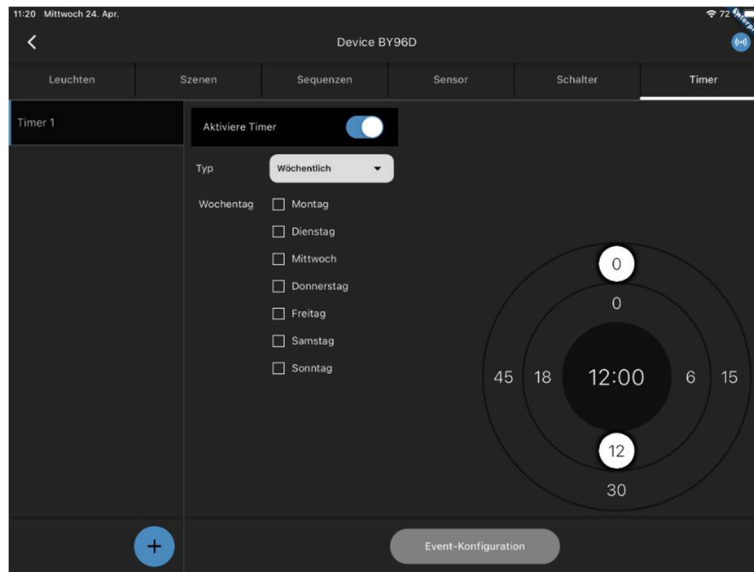 11:20 Mittwoch 24. Apr.
72
Device BY96D
Leuchten
Szenen
Sequenzen
Sensor
Schalter
Timer
Timer 1
Aktiviere Timer
Typ
Wöchentlich
Wochentag
Montag
Dienstag
Mittwoch
Donnerstag
Freitag
Samstag
Sonntag
0
0
45
18
12:00
6
15
12
30
+
Event-Konfiguration